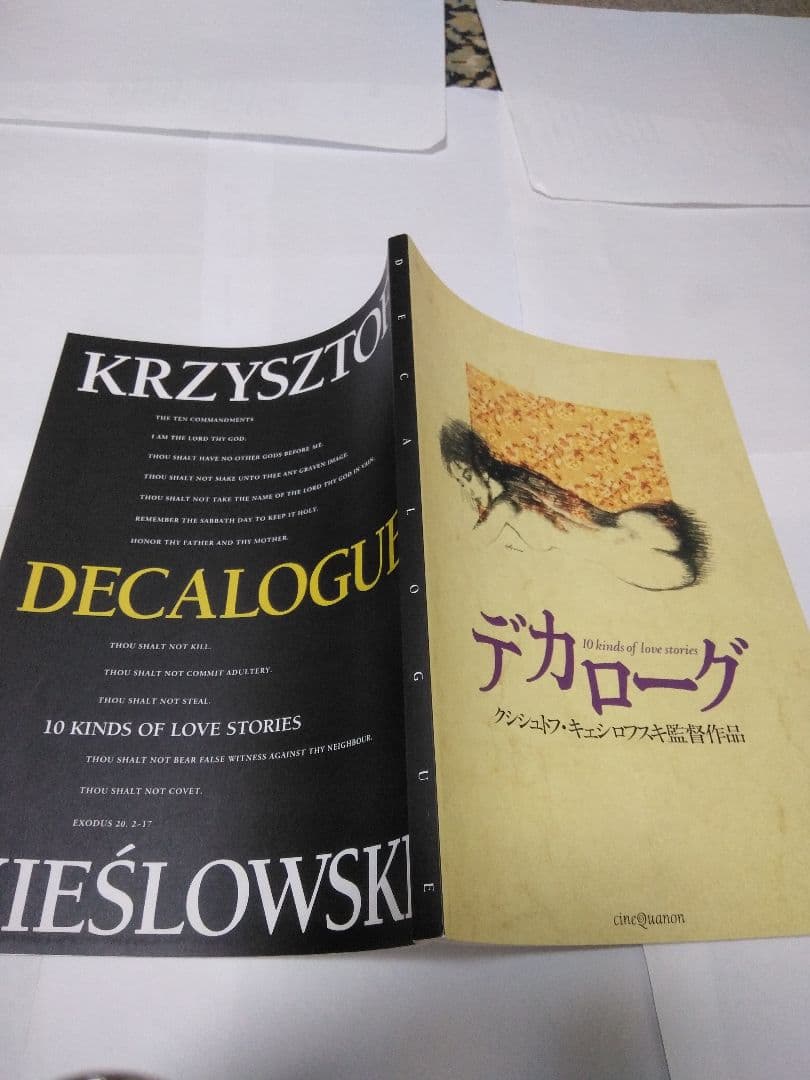 KRZYSZTOF
THE TEN COMMANDMENTS
I AM THE LORD THY GOD.
THOU SHALT HAVE NO OTHER GODS BEFORE ME.
THOU SHALT NOT MAKE UNTO THEE ANT GRAVEN IMAGE.
THOU SHALT NOT TAKE THE NAME OF THE LORD THY GOD IN VAIN.
REMEMBER THE SABBATH DAY TO KEEP IT HOLY.
HONOR THY FATHER AND THY MOTHER.
DECALOGUE
THOU SHALT NOT KILL.
THOU SHALT NOT COMMIT ADULTERY.
THOU SHALT NOT STEAL.
10 KINDS OF LOVE STORIES
THOU SHALT NOT BEAR FALSE WITNESS AGAINST THY NEIGHBOUR.
THOU SHALT NOT COVET.
EXODUS 20. 2-17
KIEŚLOWSKI
DECALOGUE
デカローグ
10 kinds of love stories
クシシュトフ・キェシロフスキ監督作品
cineQuanon